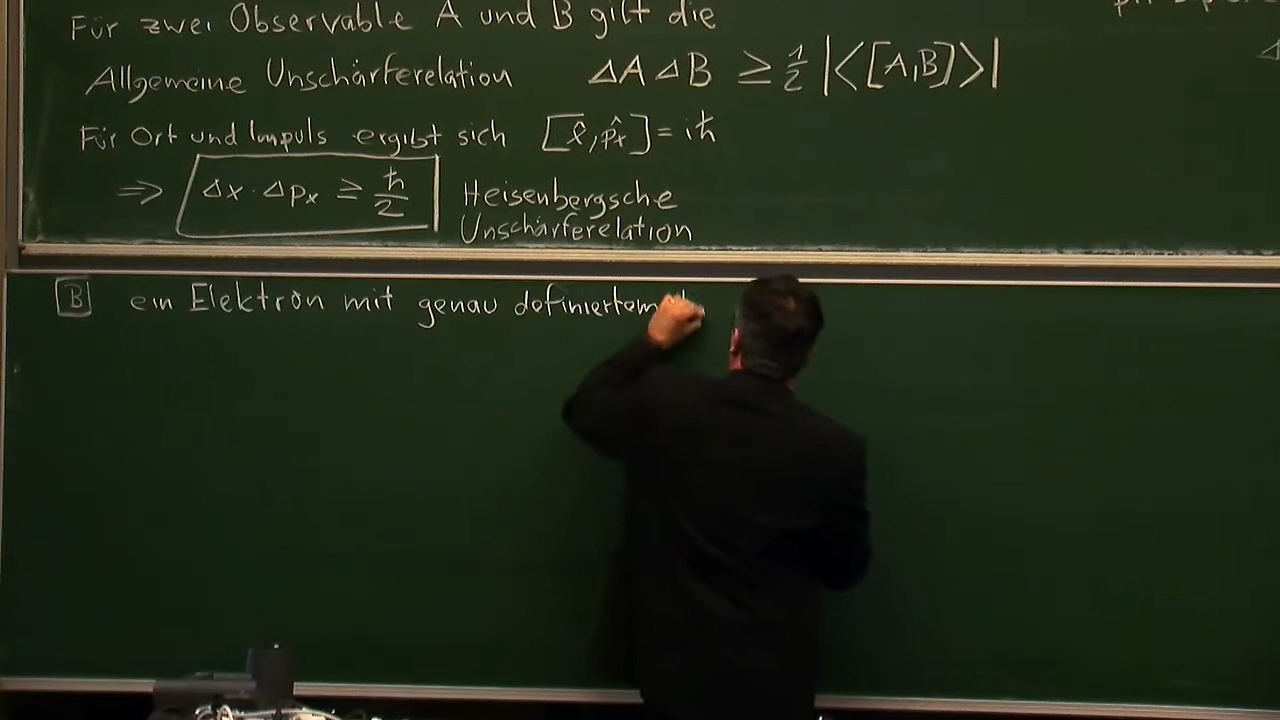 Für zwei Observable A und B gilt die
Allgemeine Unschärferelation ΔA ΔB ≥ 1/2 |<[A,B]>|
Für Ort und Impuls ergibt sich [x̂, p̂x] = iħ
⇒ Δx · Δpx ≥ ħ/2 Heisenbergsche
Unschärferelation
B ein Elektron mit genau definiertem